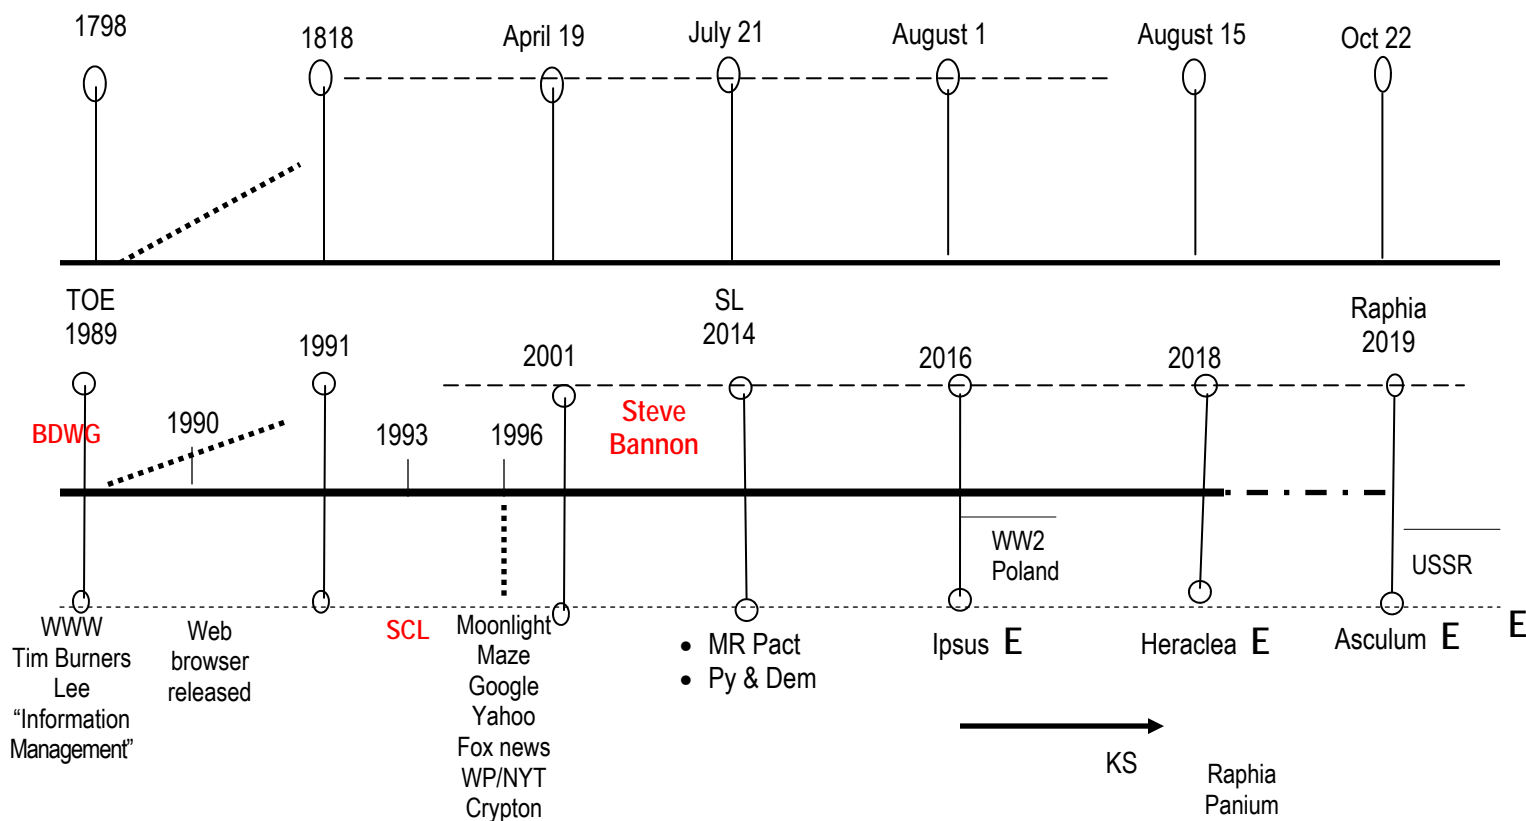 1798
1818
April 19
July 21
August 1
August 15
Oct 22
TOE
1989
1991
2001
SL
2014
2016
2018
Raphia
2019
BDWG
1990
1993
1996
Steve
Bannon
WW2
Poland
USSR
WWW
Tim Burners
Lee
“Information
Management”
Web
browser
released
SCL
Moonlight
Maze
Google
Yahoo
Fox news
WP/NYT
Crypton
• MR Pact
• Py & Dem
Ipsus E
Heraclea E
Asculum E
E
KS
Raphia
Panium